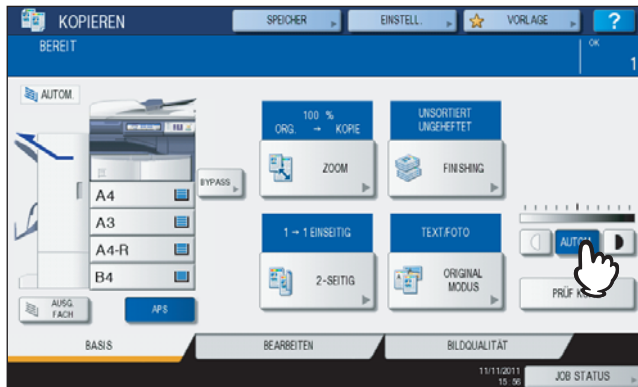 KOPIEREN
SPEICHER
EINSTELL.
VORLAGE
?
BEREIT
OK
1
AUTOM.
100 %
ORG. → KOPIE
ZOOM
UNSORTIERT
UNGEHEFTET
FINISHING
BYPASS
A4
A3
A4-R
B4
1 → 1 EINSEITIG
2-SEITIG
TEXT/FOTO
ORIGINAL
MODUS
AUTOM.
AUSG.
FACH
APS
BASIS
BEARBEITEN
BILDQUALITÄT
11/11/2011
15:56
JOB STATUS